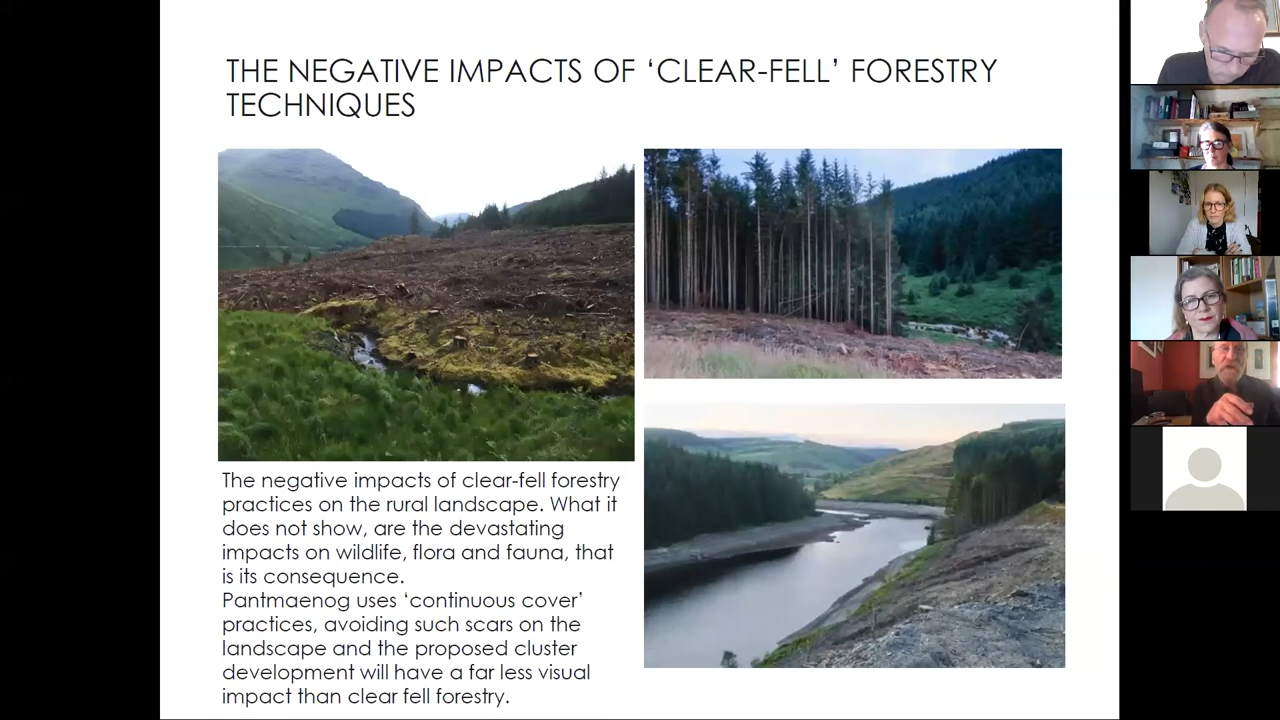 THE NEGATIVE IMPACTS OF ‘CLEAR-FELL’ FORESTRY
TECHNIQUES
The negative impacts of clear-fell forestry
practices on the rural landscape. What it
does not show, are the devastating
impacts on wildlife, flora and fauna, that
is its consequence.
Pantmaenog uses ‘continuous cover’
practices, avoiding such scars on the
landscape and the proposed cluster
development will have a far less visual
impact than clear fell forestry.